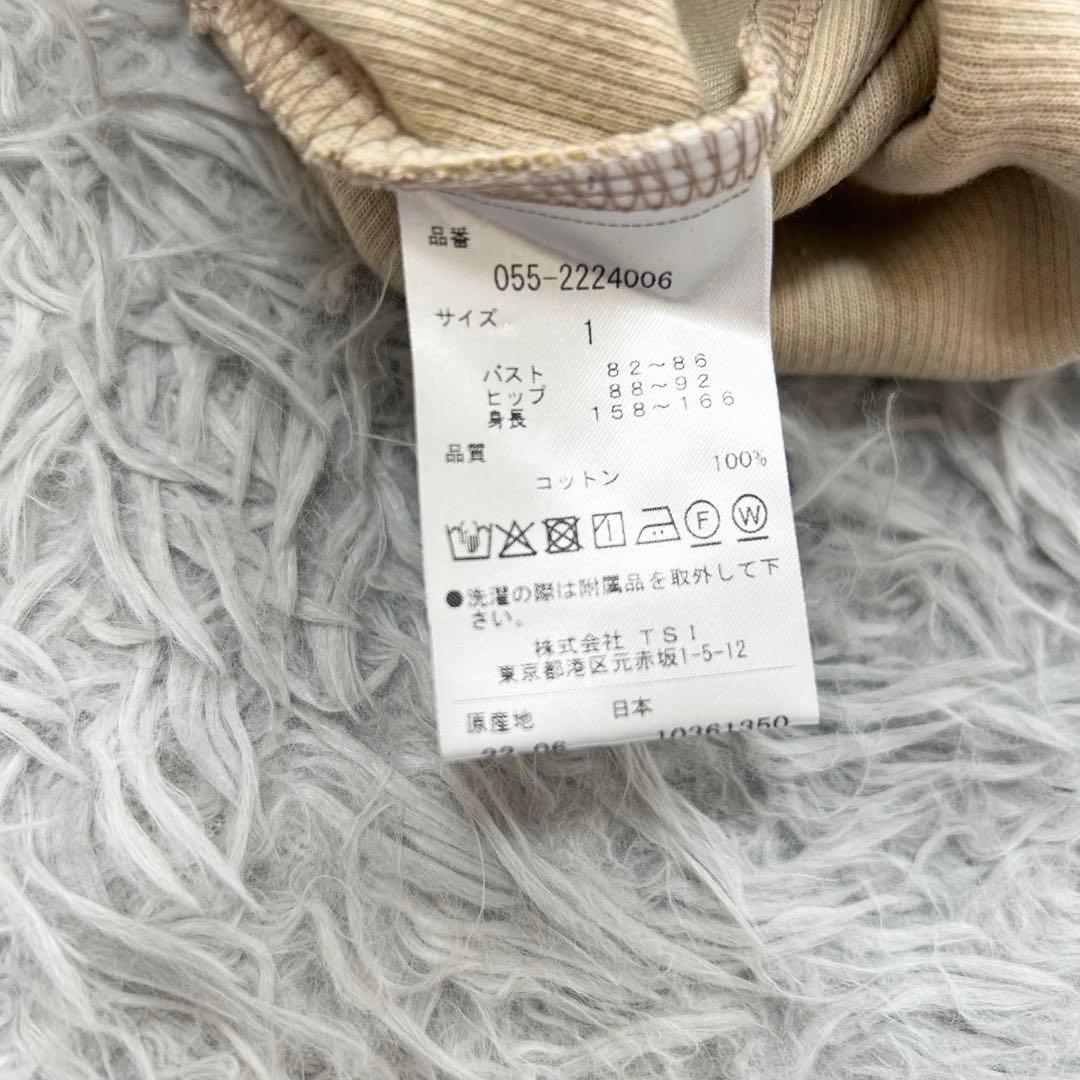 品番
055-2224006
サイズ
1
バスト 82～86
ヒップ 88～92
身長 158～166
品質
コットン 100%
F W
●洗濯の際は附属品を取外して下
さい。
株式会社 TSI
東京都港区元赤坂1-5-12
原産地 日本
22 06 10361350